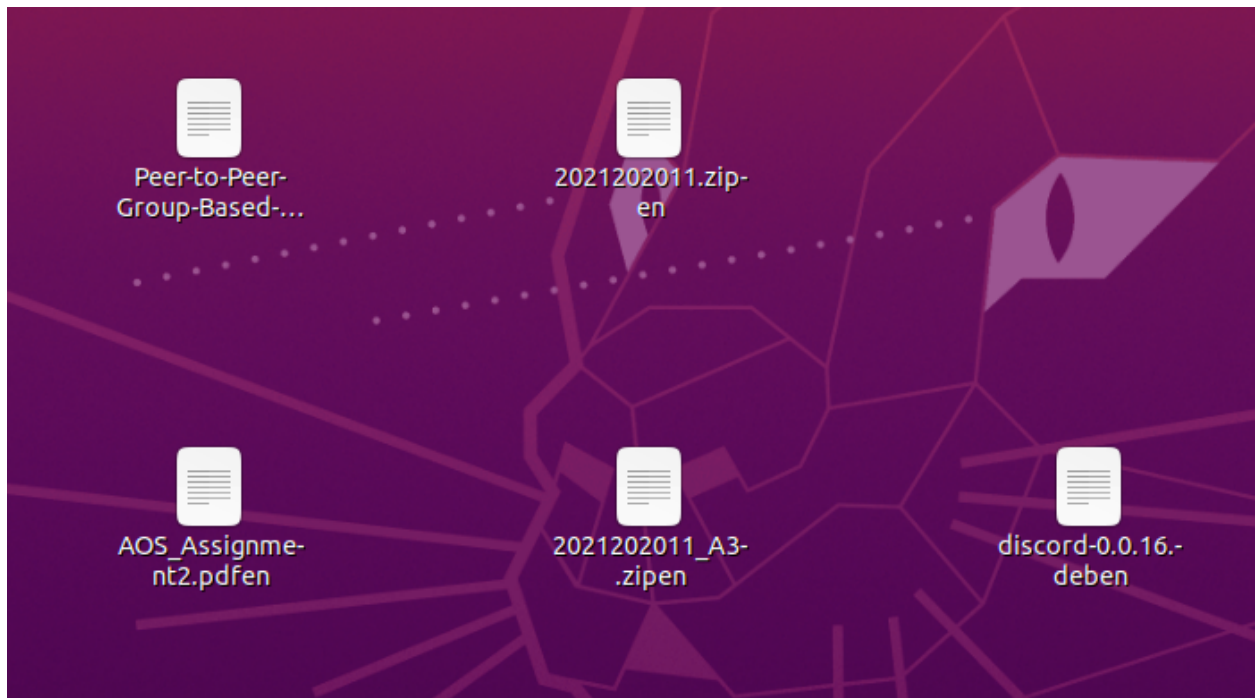 Peer-to-Peer-
Group-Based-...
2021202011.zip-
en
AOS_Assignme-
nt2.pdfen
2021202011_A3-
.zipen
discord-0.0.16.-
deben